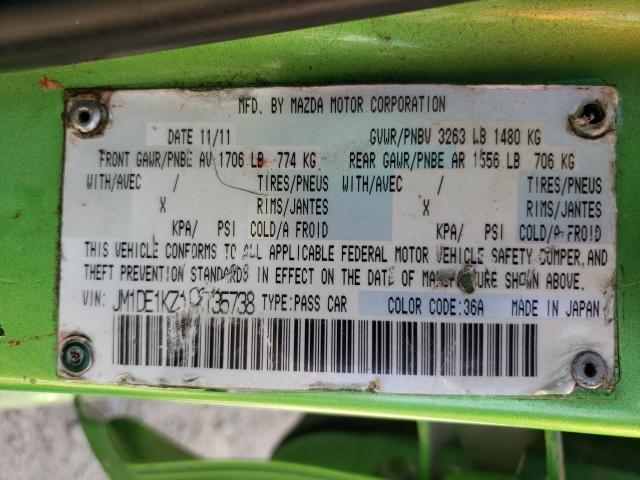 MFD. BY MAZDA MOTOR CORPORATION
DATE 11/11 GVWR/PNBV 3263 LB 1480 KG
FRONT GAWR/PNBE AV 1706 LB 774 KG REAR GAWR/PNBE AR 1556 LB 706 KG
WITH/AVEC / TIRES/PNEUS WITH/AVEC / TIRES/PNEUS
X RIMS/JANTES X RIMS/JANTES
KPA/ PSI COLD/A FROID KPA/ PSI COLD/A FROID
THIS VEHICLE CONFORMS TO ALL APPLICABLE FEDERAL MOTOR VEHICLE SAFETY BUMPER, AND
THEFT PREVENTION STANDARDS IN EFFECT ON THE DATE OF SHOWN ABOVE.
VIN: TYPE:PASS CAR COLOR CODE:36A MADE IN JAPAN